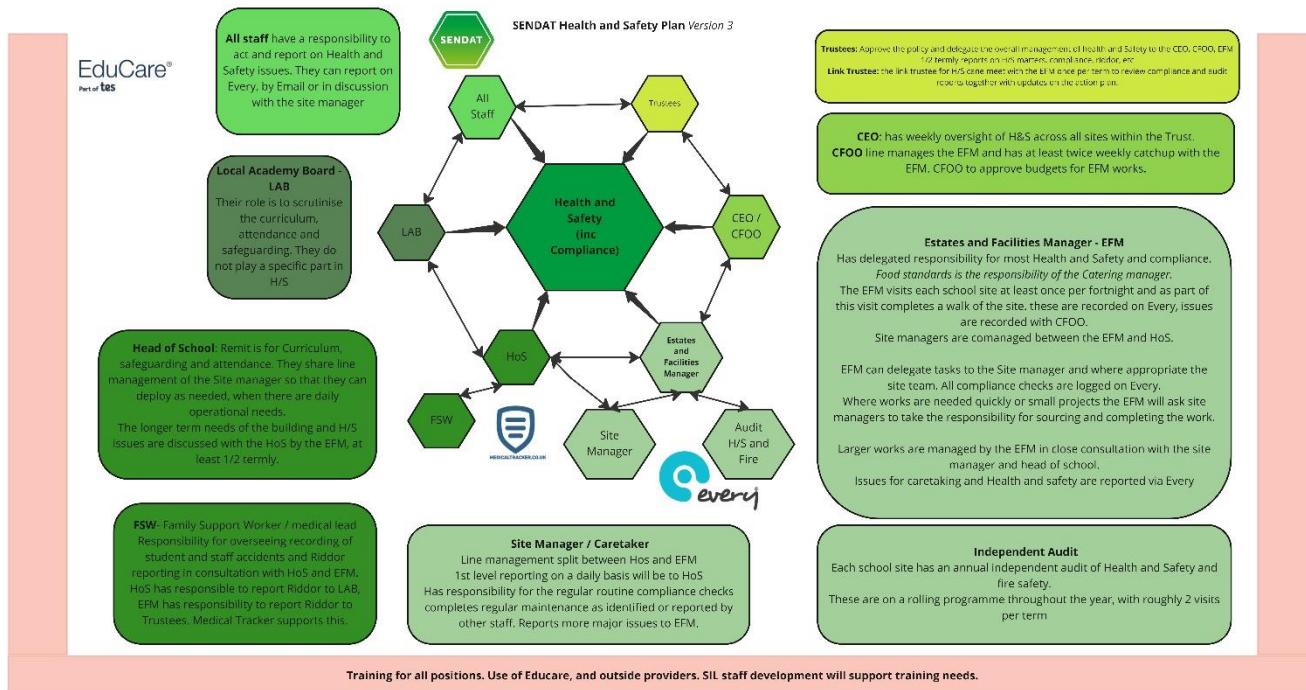 SENDAT Health and Safety Plan Version 3
EduCare®
Part of tes
All staff have a responsibility to
act and report on Health and
Safety issues. They can report on
Every, by Email or in discussion
with the site manager
SENDAT
Trustees: Approve the policy and delegate the overall management of health and Safety to the CEO, CFOO, EFM
1/2 termly reports on H/S matters, compliance, riddor, etc
Link Trustee: the link trustee for H/S cane meet with the EFM once per term to review compliance and audit
reports together with updates on the action plan.
All
Staff
Trustees
CEO: has weekly oversight of H&S across all sites within the Trust.
CFOO line manages the EFM and has at least twice weekly catchup with the
EFM. CFOO to approve budgets for EFM works.
Local Academy Board -
LAB
Their role is to scrutinise
the curriculum,
attendance and
safeguarding. They do
not play a specific part in
H/S
LAB
Health and
Safety
(inc
Compliance)
CEO /
CFOO
Estates and Facilities Manager - EFM
Has delegated responsibility for most Health and Safety and compliance.
Food standards is the responsibility of the Catering manager.
The EFM visits each school site at least once per fortnight and as part of
this visit completes a walk of the site. these are recorded on Every, issues
are recorded with CFOO.
Site managers are comanaged between the EFM and HoS.
EFM can delegate tasks to the Site manager and where appropriate the
site team. All compliance checks are logged on Every.
Where works are needed quickly or small projects the EFM will ask site
managers to take the responsibility for sourcing and completing the work.
Larger works are managed by the EFM in close consultation with the site
manager and head of school.
Issues for caretaking and Health and safety are reported via Every
Head of School: Remit is for Curriculum,
safeguarding and attendance. They share line
management of the Site manager so that they can
deploy as needed, when there are daily
operational needs.
The longer term needs of the building and H/S
issues are discussed with the HoS by the EFM, at
least 1/2 termly.
HoS
Estates
and
Facilities
Manager
FSW
MEDICALTRACKER.CO.UK
Site
Manager
Audit
H/S and
Fire
every
FSW- Family Support Worker / medical lead
Responsibility for overseeing recording of
student and staff accidents and Riddor
reporting in consultation with HoS and EFM.
HoS has responsible to report Riddor to LAB,
EFM has responsibility to report Riddor to
Trustees. Medical Tracker supports this.
Site Manager / Caretaker
Line management split between Hos and EFM
1st level reporting on a daily basis will be to HoS
Has responsibility for the regular routine compliance checks
completes regular maintenance as identified or reported by
other staff. Reports more major issues to EFM.
Independent Audit
Each school site has an annual independent audit of Health and Safety and
fire safety.
These are on a rolling programme throughout the year, with roughly 2 visits
per term
Training for all positions. Use of Educare, and outside providers. SIL staff development will support training needs.